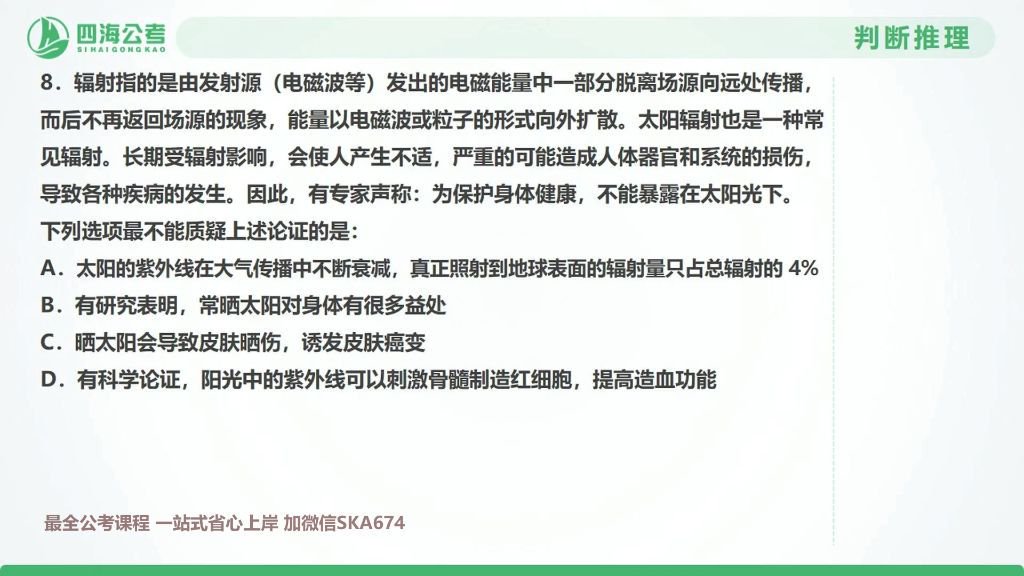 四海公考
SIHAIGONGKAO
判断推理
8．辐射指的是由发射源（电磁波等）发出的电磁能量中一部分脱离场源向远处传播，
而后不再返回场源的现象，能量以电磁波或粒子的形式向外扩散。太阳辐射也是一种常
见辐射。长期受辐射影响，会使人产生不适，严重的可能造成人体器官和系统的损伤，
导致各种疾病的发生。因此，有专家声称：为保护身体健康，不能暴露在太阳光下。
下列选项最不能质疑上述论证的是：
A．太阳的紫外线在大气传播中不断衰减，真正照射到地球表面的辐射量只占总辐射的 4%
B．有研究表明，常晒太阳对身体有很多益处
C．晒太阳会导致皮肤晒伤，诱发皮肤癌变
D．有科学论证，阳光中的紫外线可以刺激骨髓制造红细胞，提高造血功能
最全公考课程 一站式省心上岸 加微信SKA674